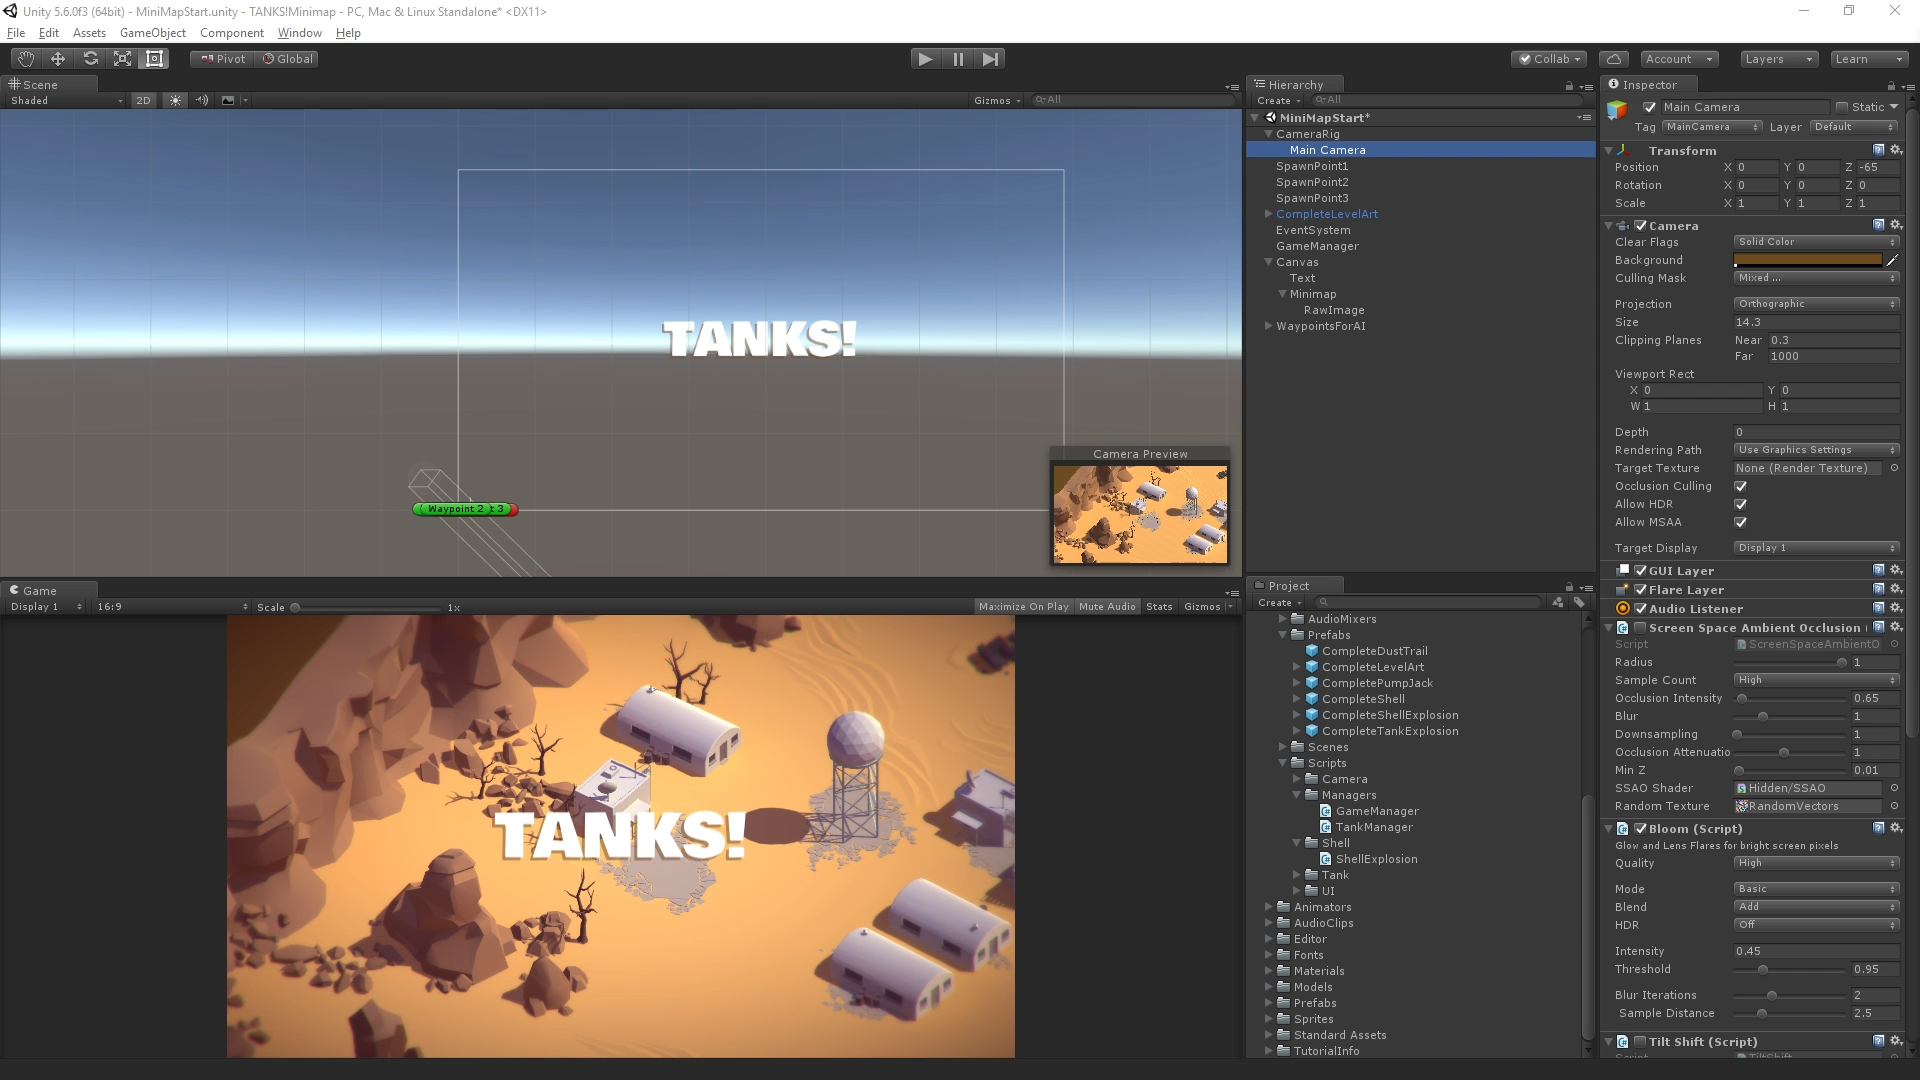 Unity 5.6.0f3 (64bit) - MiniMapStart.unity - TANKS!Minimap - PC, Mac & Linux Standalone* <DX11>
File Edit Assets GameObject Component Window Help
Pivot Global Collab Account Layers Learn
Scene
Shaded 2D Gizmos All
TANKS!
Waypoint 2 t 3
Camera Preview
Game
Display 1 16:9 Scale 1x Maximize On Play Mute Audio Stats Gizmos
TANKS!
Hierarchy
Create All
MiniMapStart*
CameraRig
Main Camera
SpawnPoint1
SpawnPoint2
SpawnPoint3
CompleteLevelArt
EventSystem
GameManager
Canvas
Text
Minimap
RawImage
WaypointsForAI
Project
Create
AudioMixers
Prefabs
CompleteDustTrail
CompleteLevelArt
CompletePumpJack
CompleteShell
CompleteShellExplosion
CompleteTankExplosion
Scenes
Scripts
Camera
Managers
GameManager
TankManager
Shell
ShellExplosion
Tank
UI
Animators
AudioClips
Editor
Fonts
Materials
Models
Prefabs
Sprites
Standard Assets
TutorialInfo
Inspector
Main Camera Static
Tag MainCamera Layer Default
Transform
Position X 0 Y 0 Z -65
Rotation X 0 Y 0 Z 0
Scale X 1 Y 1 Z 1
Camera
Clear Flags Solid Color
Background
Culling Mask Mixed ...
Projection Orthographic
Size 14.3
Clipping Planes Near 0.3
Far 1000
Viewport Rect
X 0 Y 0
W 1 H 1
Depth 0
Rendering Path Use Graphics Settings
Target Texture None (Render Texture)
Occlusion Culling
Allow HDR
Allow MSAA
Target Display Display 1
GUI Layer
Flare Layer
Audio Listener
Screen Space Ambient Occlusion (
Script ScreenSpaceAmbientO
Radius 1
Sample Count High
Occlusion Intensity 0.65
Blur 1
Downsampling 1
Occlusion Attenuatio 1
Min Z 0.01
SSAO Shader Hidden/SSAO
Random Texture RandomVectors
Bloom (Script)
Glow and Lens Flares for bright screen pixels
Quality High
Mode Basic
Blend Add
HDR Off
Intensity 0.45
Threshold 0.95
Blur Iterations 2
Sample Distance 2.5
Tilt Shift (Script)
Script TiltShift